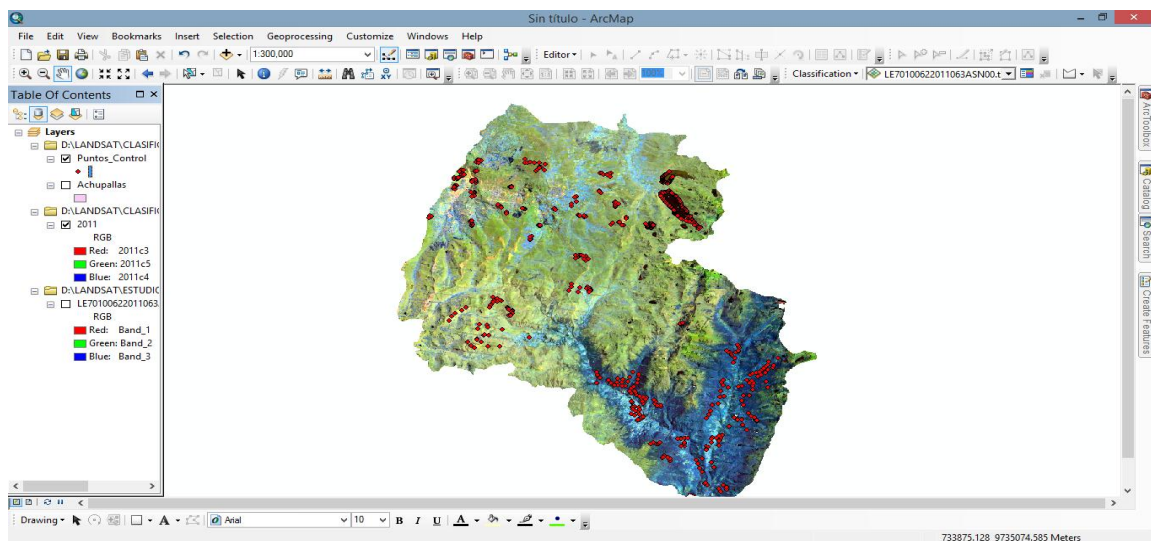 Sin título - ArcMap
File Edit View Bookmarks Insert Selection Geoprocessing Customize Windows Help
1:300,000 Editor
100% Classification LE70100622011063ASN00.t
Table Of Contents
Layers
D:\LANDSAT\CLASIFI
Puntos_Control
Achupallas
D:\LANDSAT\CLASIFI
2011
RGB
Red: 2011c3
Green: 2011c5
Blue: 2011c4
D:\LANDSAT\ESTUDIO
LE70100622011063.
RGB
Red: Band_1
Green: Band_2
Blue: Band_3
ArcToolbox
Catalog
Search
Create Features
Drawing A Arial 10 B I U A
733875.128 9735074.585 Meters